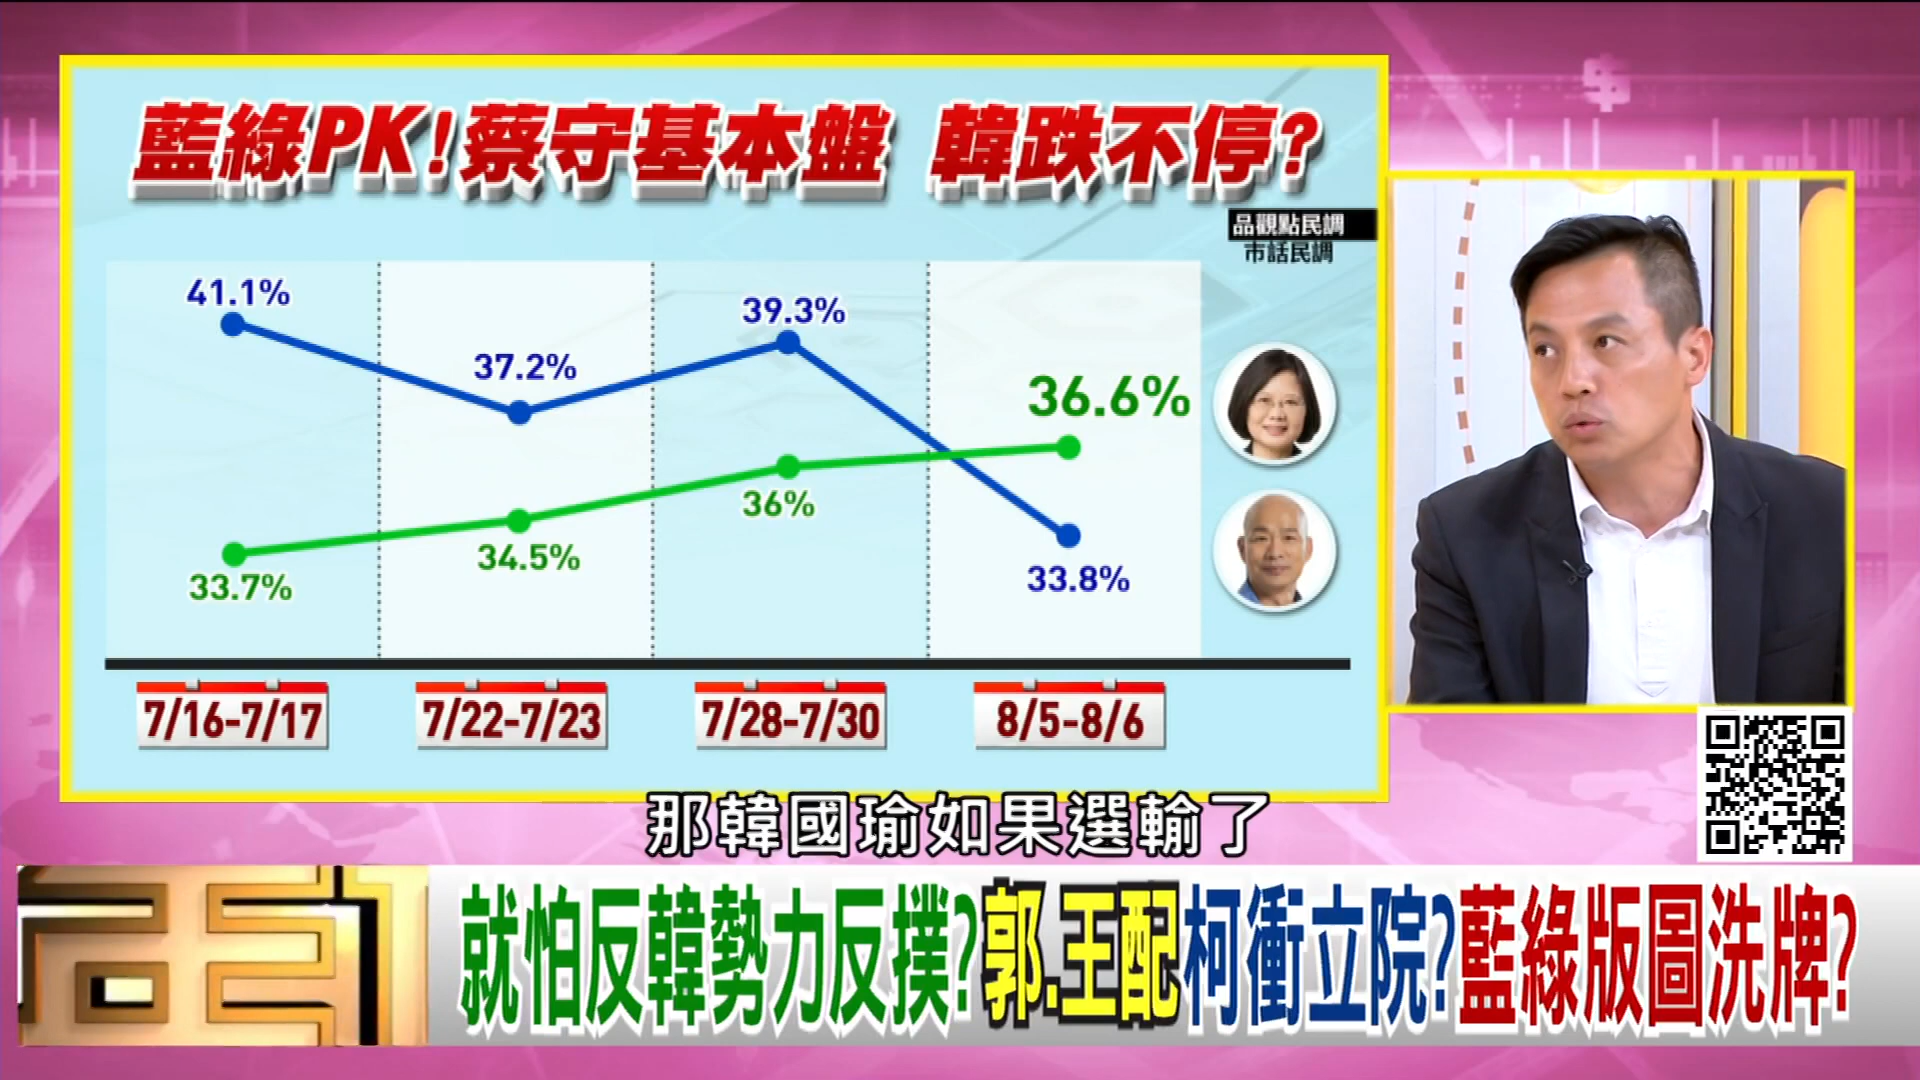 藍綠PK!蔡守基本盤 韓跌不停?
品觀點民調
市話民調
41.1%
37.2%
39.3%
36.6%
33.7%
34.5%
36%
33.8%
7/16-7/17
7/22-7/23
7/28-7/30
8/5-8/6
那韓國瑜如果選輸了
就怕反韓勢力反撲?郭.王配柯衝立院?藍綠版圖洗牌?